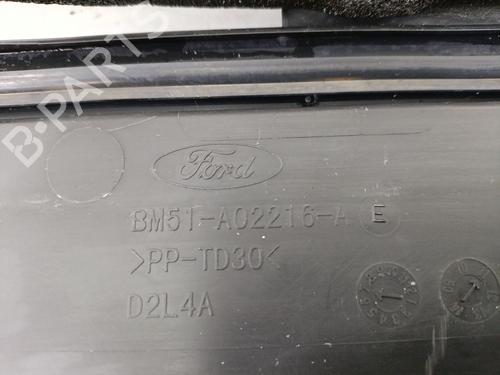 B-PARTS
Ford
BM51-A02216-A E
>PP-TD30<
D2L4A